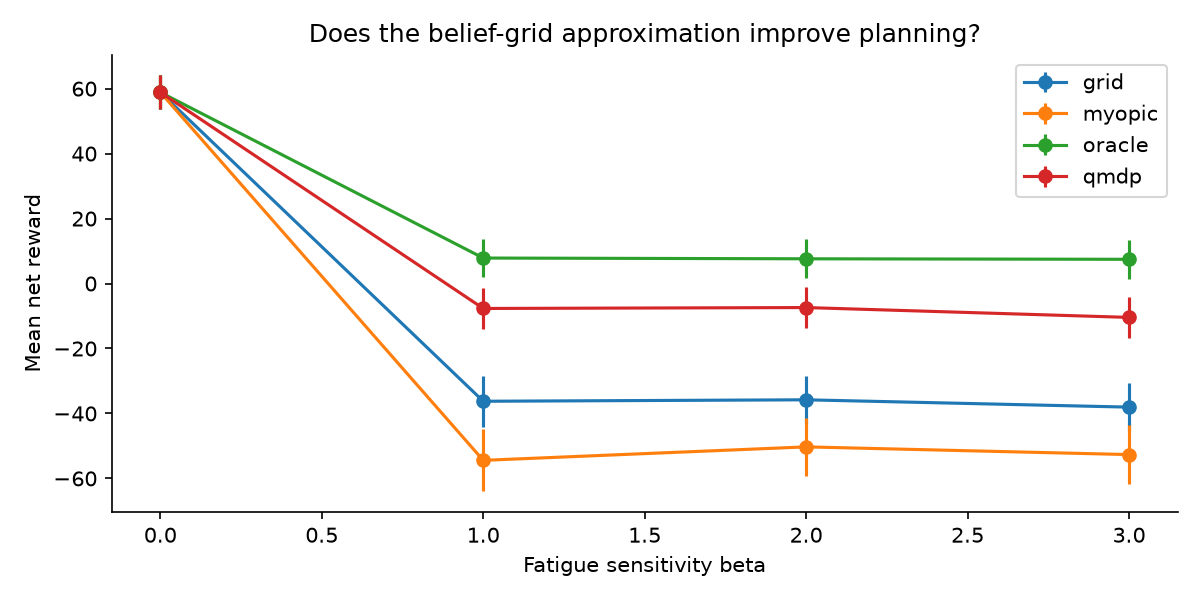 Does the belief-grid approximation improve planning?
grid
myopic
oracle
qmdp
Mean net reward
60
40
20
0
−20
−40
−60
0.0 0.5 1.0 1.5 2.0 2.5 3.0
Fatigue sensitivity beta